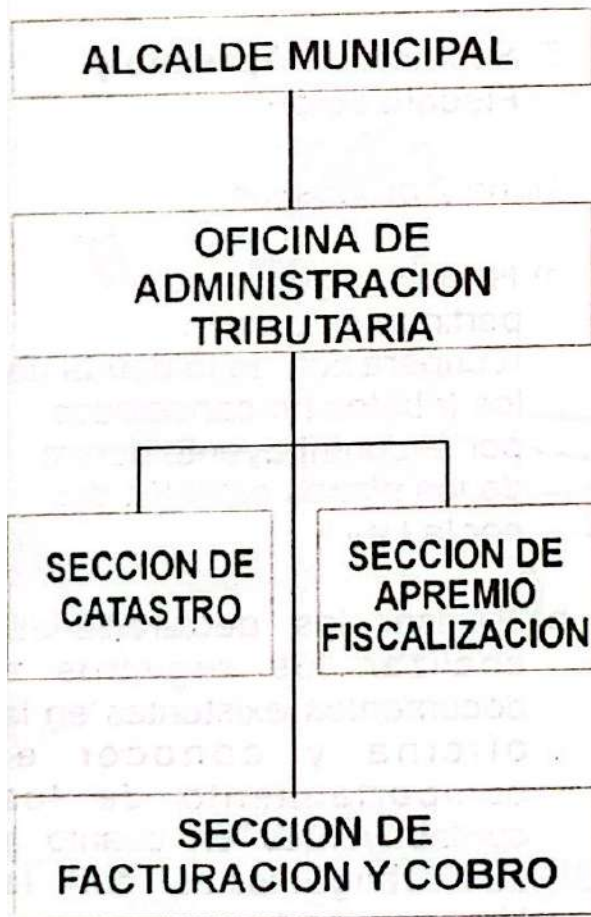 ALCALDE MUNICIPAL
OFICINA DE
ADMINISTRACION
TRIBUTARIA
SECCION DE
CATASTRO
SECCION DE
APREMIO
FISCALIZACION
SECCION DE
FACTURACION Y COBRO